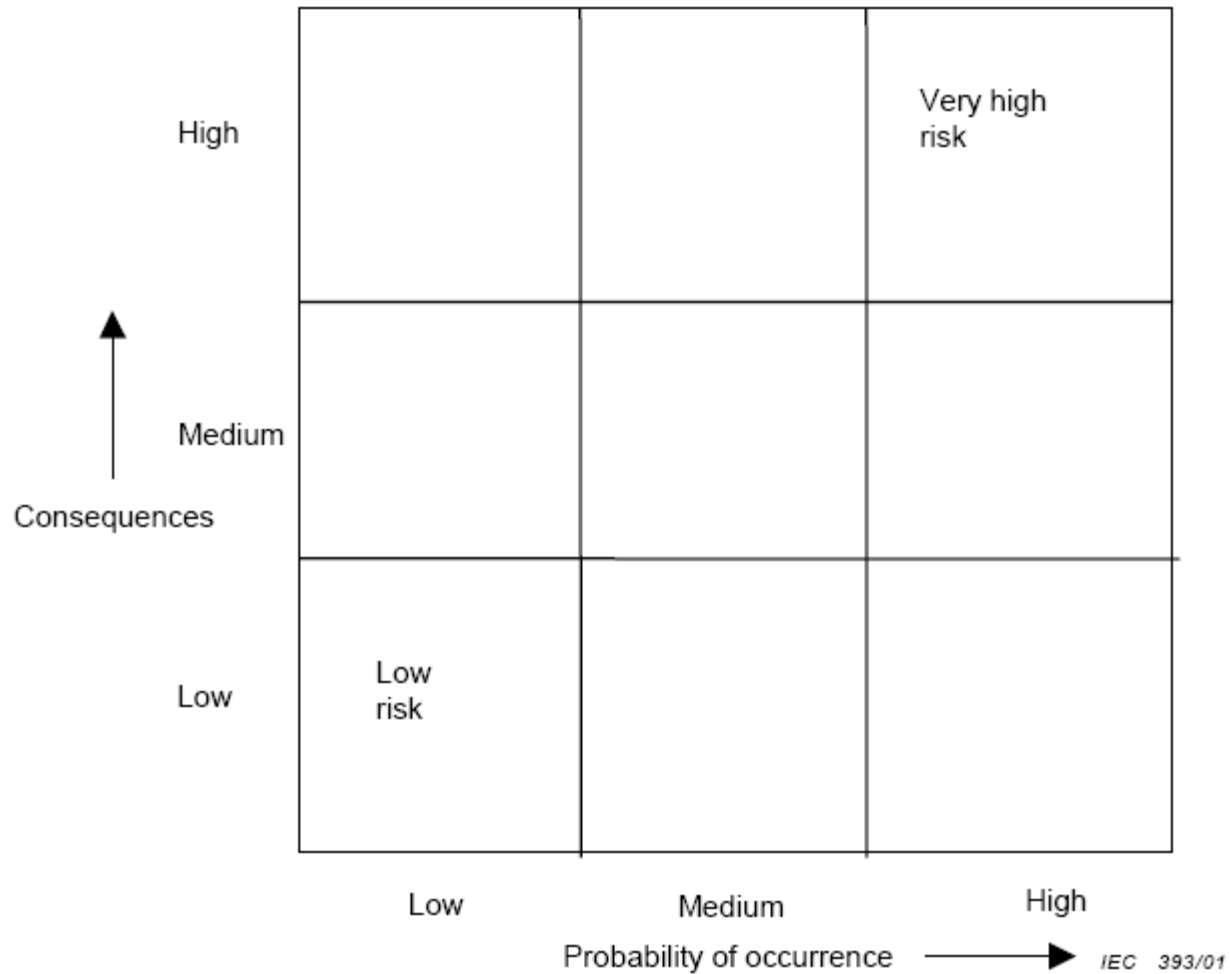 High
Very high
risk
Medium
Consequences
Low
risk
Low
Low
Medium
High
Probability of occurrence
IEC 393/01